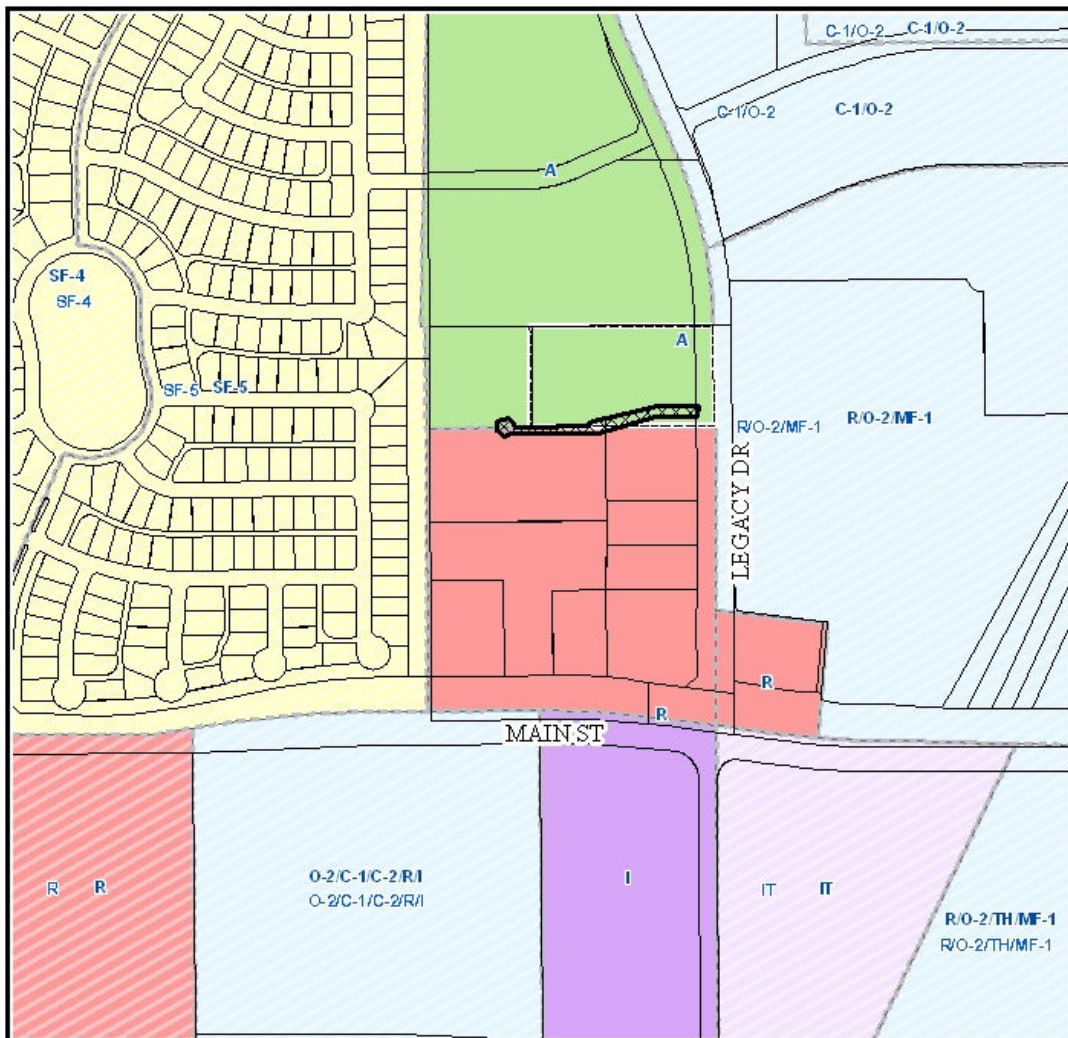 C-1/O-2 C-1/O-2
C-1/O-2 C-1/O-2
A
SF-4
SF-4
A
SF-5 SF-5
R/O-2/MF-1 R/O-2/MF-1
LEGACY DR
R
R
MAIN ST
O-2/C-1/C-2/R/I
O-2/C-1/C-2/R/I
R R
I
IT IT
R/O-2/TH/MF-1
R/O-2/TH/MF-1